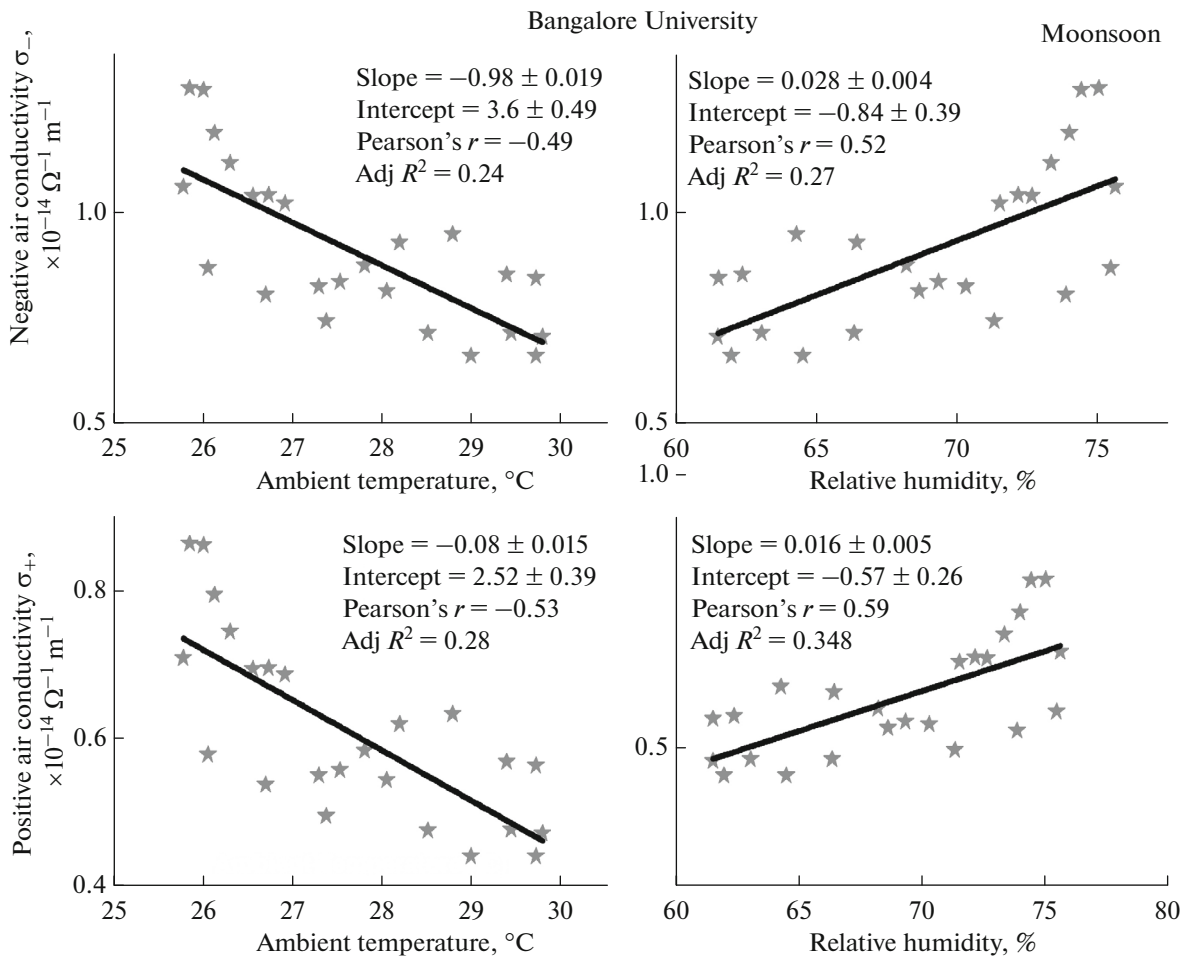 Bangalore University
Moonsoon
Negative air conductivity σ–,
×10⁻¹⁴ Ω⁻¹ m⁻¹
Slope = −0.98 ± 0.019
Intercept = 3.6 ± 0.49
Pearson's r = −0.49
Adj R² = 0.24
1.0
0.5
25 26 27 28 29 30
Ambient temperature, °C
Slope = 0.028 ± 0.004
Intercept = −0.84 ± 0.39
Pearson's r = 0.52
Adj R² = 0.27
1.0
0.5
60 65 70 75
Relative humidity, %
Positive air conductivity σ+,
×10⁻¹⁴ Ω⁻¹ m⁻¹
Slope = −0.08 ± 0.015
Intercept = 2.52 ± 0.39
Pearson's r = −0.53
Adj R² = 0.28
0.8
0.6
0.4
25 26 27 28 29 30
Ambient temperature, °C
1.0
Slope = 0.016 ± 0.005
Intercept = −0.57 ± 0.26
Pearson's r = 0.59
Adj R² = 0.348
0.5
60 65 70 75 80
Relative humidity, %